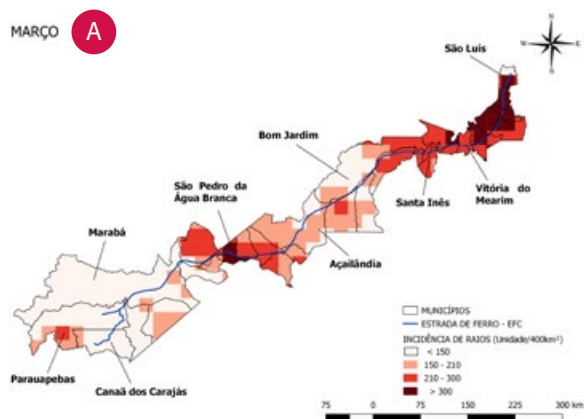 MARÇO
A
N
W
E
S
São Luis
Bom Jardim
São Pedro da
Água Branca
Marabá
Santa Inês
Vitória do
Mearim
Açailândia
Parauapebas
Canaã dos Carajás
MUNICÍPIOS
ESTRADA DE FERRO - EFC
INCIDÊNCIA DE RAIOS (Unidade/400km²)
< 150
150 - 210
210 - 300
> 300
75 0 75 150 225 300 km